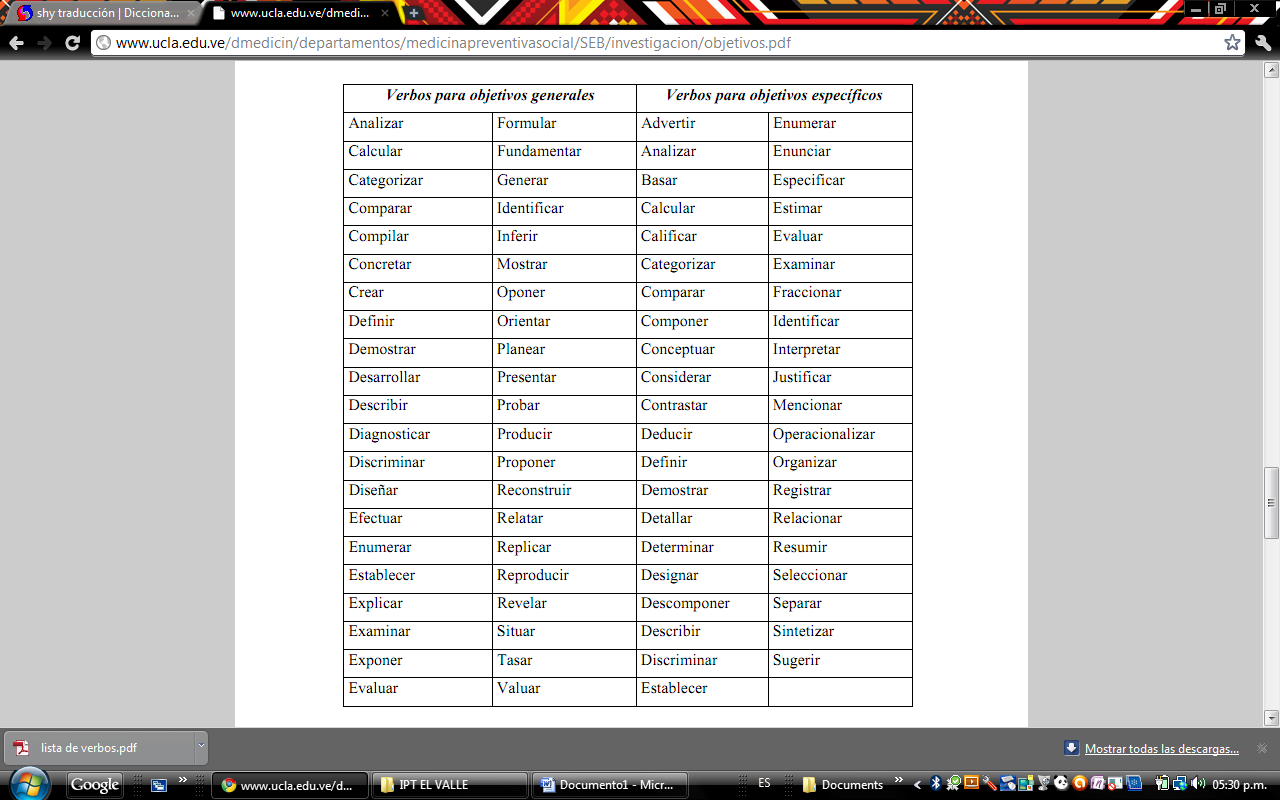 shy traducción | Dicciona...
www.ucla.edu.ve/dmedi...
www.ucla.edu.ve/dmedicin/departamentos/medicinapreventivasocial/SEB/investigacion/objetivos.pdf
Verbos para objetivos generales Verbos para objetivos específicos
Analizar Formular Advertir Enumerar
Calcular Fundamentar Analizar Enunciar
Categorizar Generar Basar Especificar
Comparar Identificar Calcular Estimar
Compilar Inferir Calificar Evaluar
Concretar Mostrar Categorizar Examinar
Crear Oponer Comparar Fraccionar
Definir Orientar Componer Identificar
Demostrar Planear Conceptuar Interpretar
Desarrollar Presentar Considerar Justificar
Describir Probar Contrastar Mencionar
Diagnosticar Producir Deducir Operacionalizar
Discriminar Proponer Definir Organizar
Diseñar Reconstruir Demostrar Registrar
Efectuar Relatar Detallar Relacionar
Enumerar Replicar Determinar Resumir
Establecer Reproducir Designar Seleccionar
Explicar Revelar Descomponer Separar
Examinar Situar Describir Sintetizar
Exponer Tasar Discriminar Sugerir
Evaluar Valuar Establecer
lista de verbos.pdf
Mostrar todas las descargas...
Google
www.ucla.edu.ve/d...
IPT EL VALLE
Documento1 - Micr...
ES
Documents
05:30 p.m.